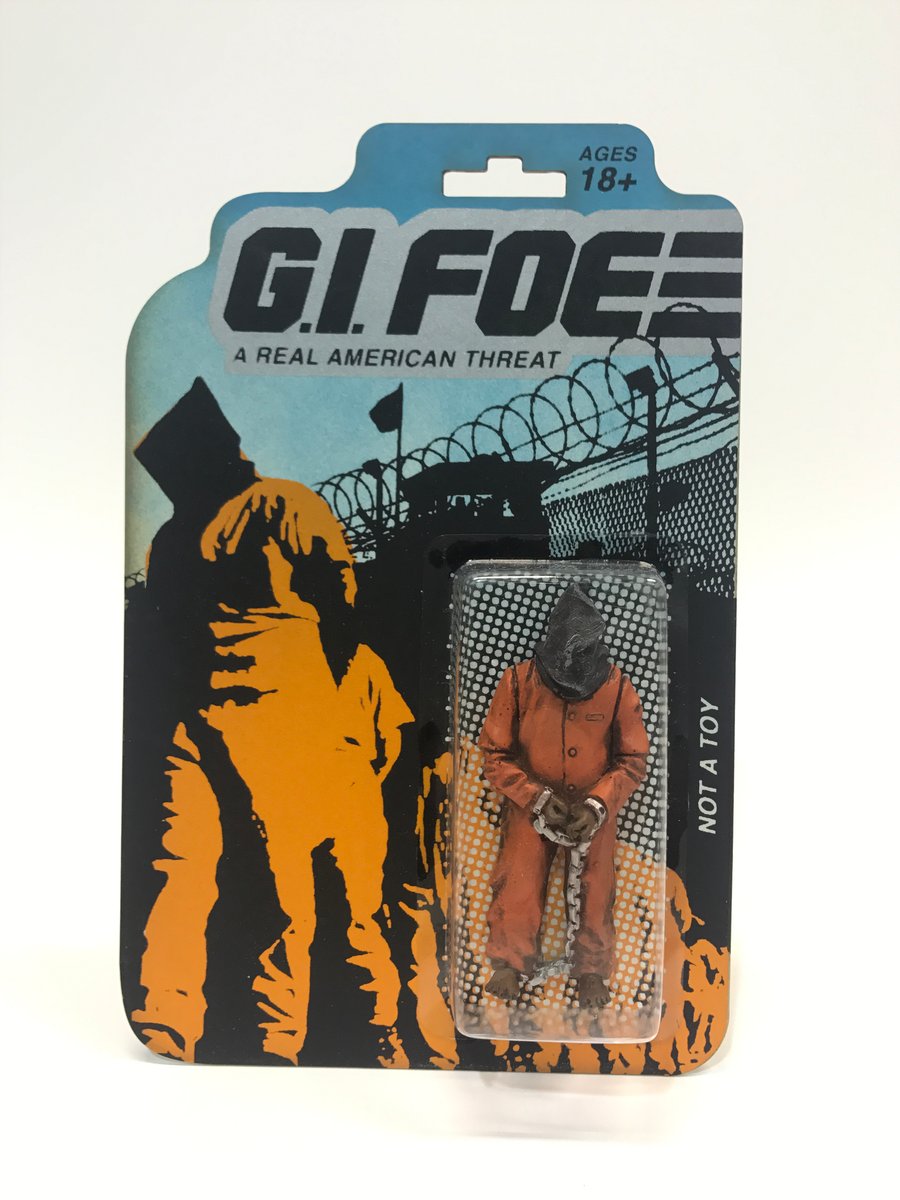 AGES
18+
G.I. FOE
A REAL AMERICAN THREAT
NOT A TOY